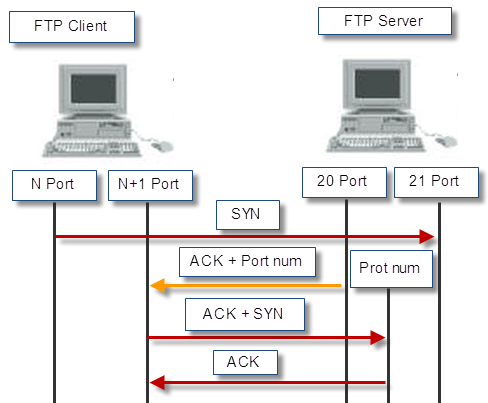 FTP Client
FTP Server
N Port
N+1 Port
20 Port
21 Port
SYN
ACK + Port num
Prot num
ACK + SYN
ACK